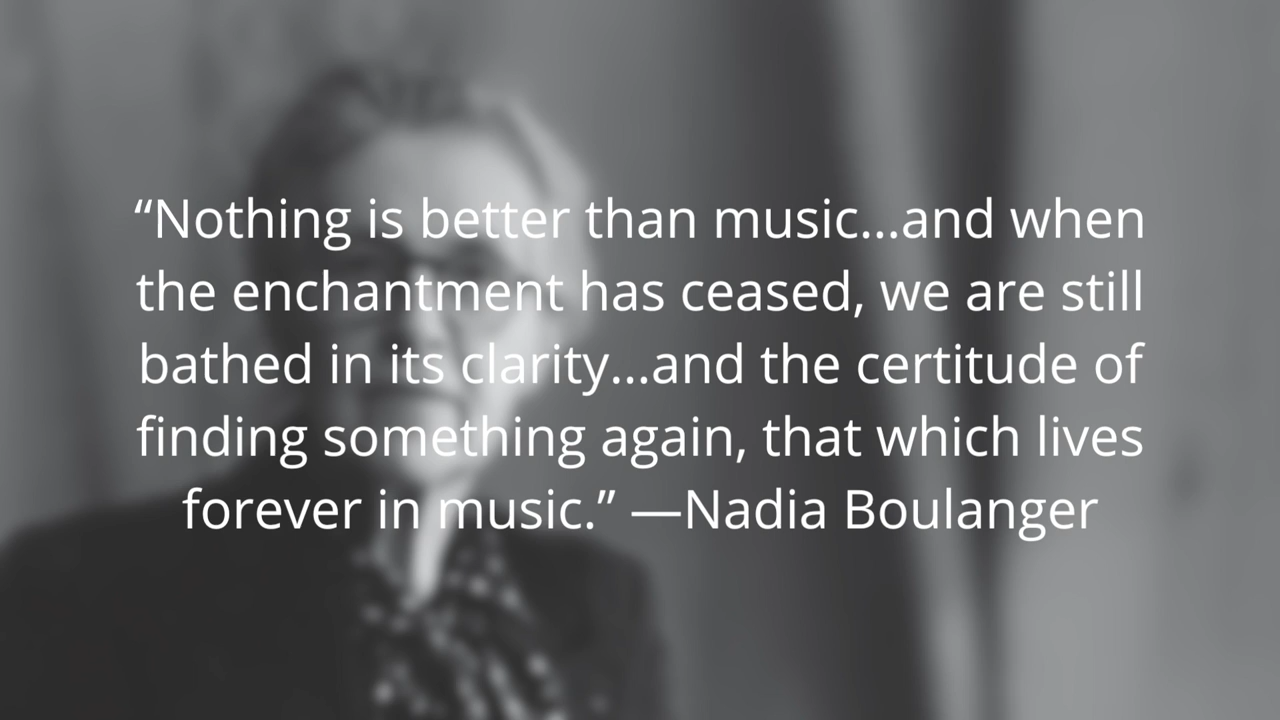 “Nothing is better than music...and when
the enchantment has ceased, we are still
bathed in its clarity...and the certitude of
finding something again, that which lives
forever in music.” —Nadia Boulanger